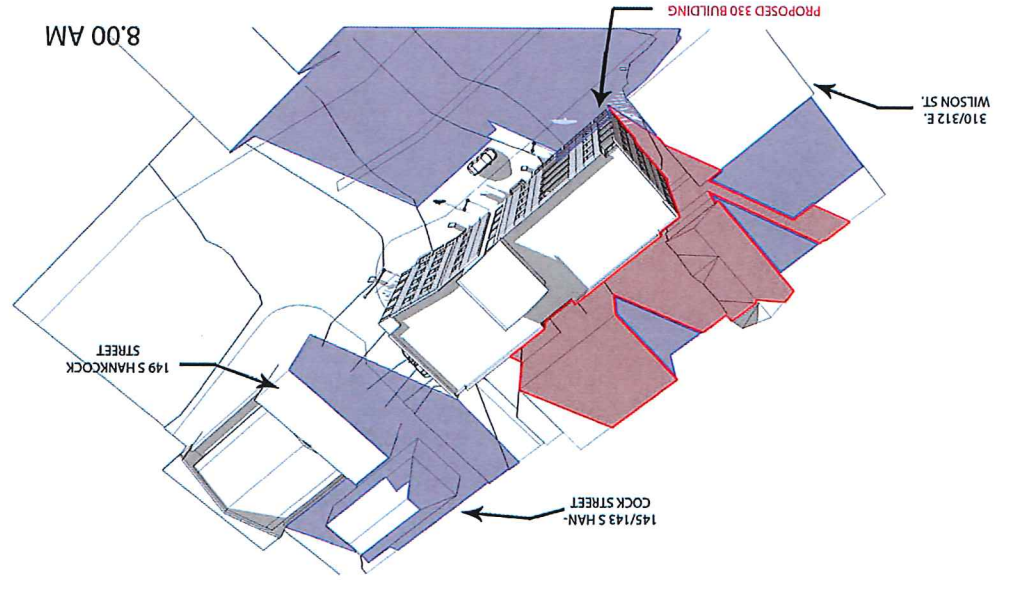 145/143 S HAN-
COCK STREET
149 S HANKCOCK
STREET
310/312 E.
WILSON ST.
PROPOSED 330 BUILDING
8.00 AM